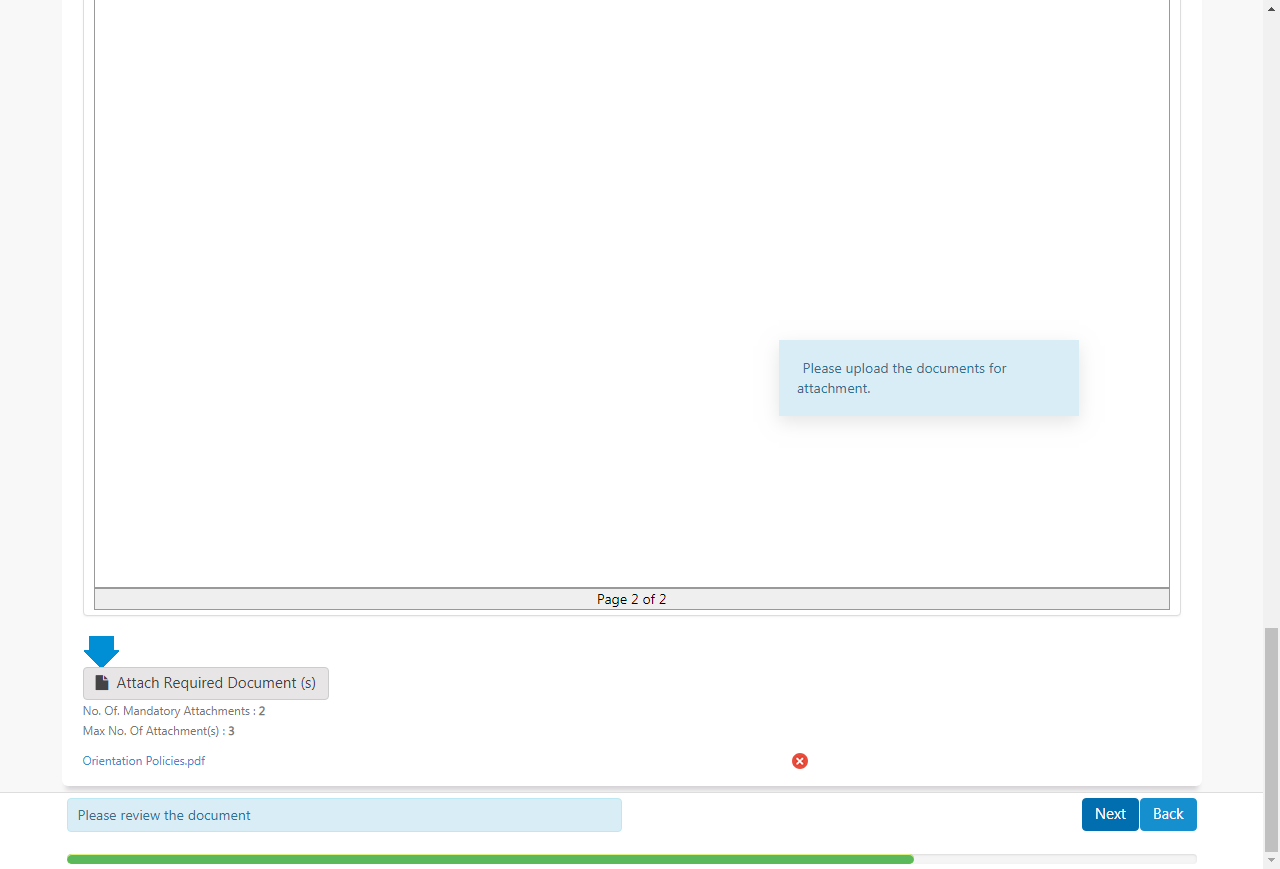 Please upload the documents for
attachment.
Page 2 of 2
Attach Required Document (s)
No. Of. Mandatory Attachments : 2
Max No. Of Attachment(s) : 3
Orientation Policies.pdf
Please review the document
Next
Back